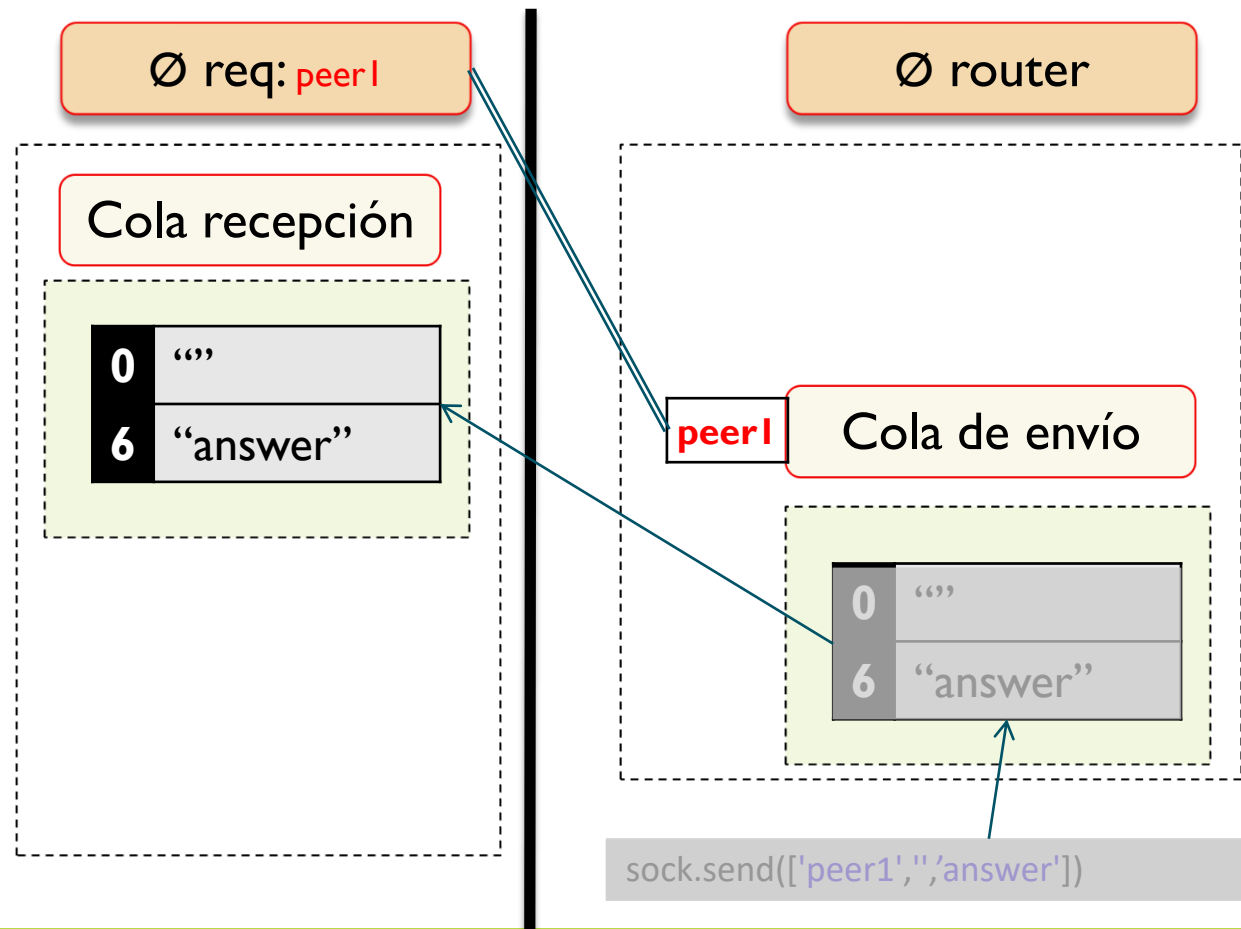 Ø req: peer1
Ø router
Cola recepción
0 “”
6 “answer”
peer1
Cola de envío
0 “”
6 “answer”
sock.send(['peer1','',’answer'])